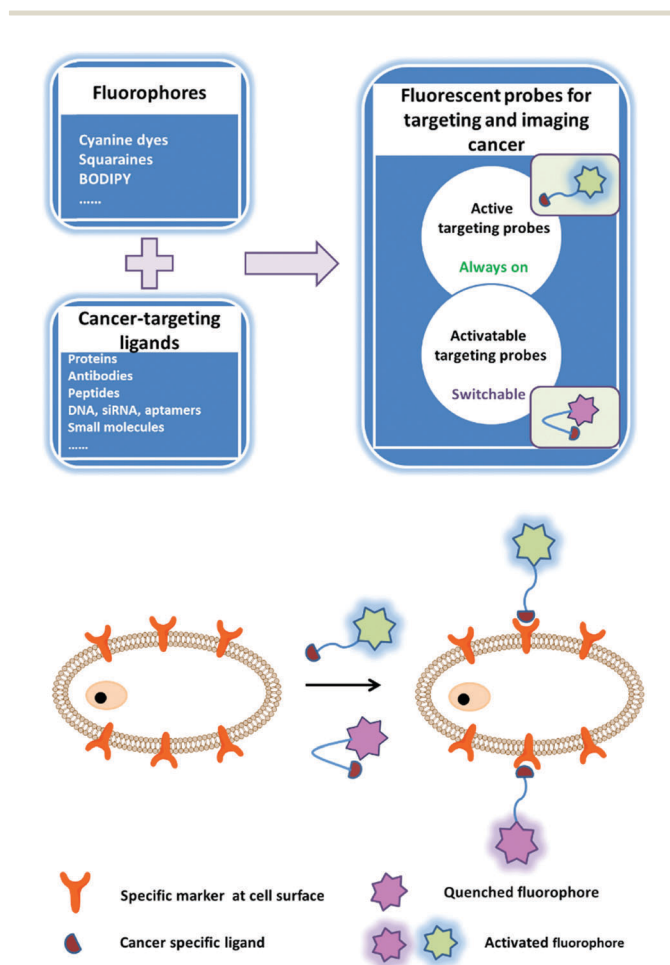 Fluorophores
Cyanine dyes
Squaraines
BODIPY
......
Cancer-targeting
ligands
Proteins
Antibodies
Peptides
DNA, siRNA, aptamers
Small molecules
......
Fluorescent probes for
targeting and imaging
cancer
Active
targeting probes
Always on
Activatable
targeting probes
Switchable
Specific marker at cell surface
Quenched fluorophore
Cancer specific ligand
Activated fluorophore